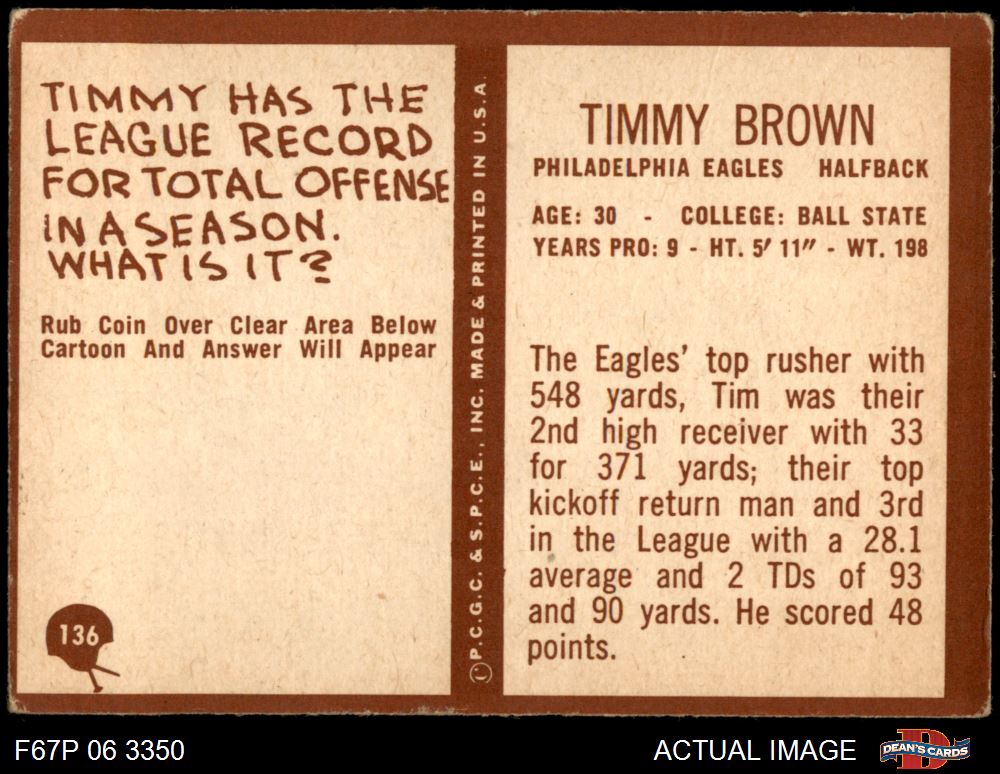 TIMMY HAS THE
LEAGUE RECORD
FOR TOTAL OFFENSE
IN A SEASON.
WHAT IS IT?
Rub Coin Over Clear Area Below
Cartoon And Answer Will Appear
136
©P.C.G.C. & S.P.C.E., INC. MADE & PRINTED IN U.S.A.
TIMMY BROWN
PHILADELPHIA EAGLES HALFBACK
AGE: 30 - COLLEGE: BALL STATE
YEARS PRO: 9 - HT. 5' 11" - WT. 198
The Eagles' top rusher with
548 yards, Tim was their
2nd high receiver with 33
for 371 yards; their top
kickoff return man and 3rd
in the League with a 28.1
average and 2 TDs of 93
and 90 yards. He scored 48
points.
F67P 06 3350
ACTUAL IMAGE
D
DEAN'S CARDS